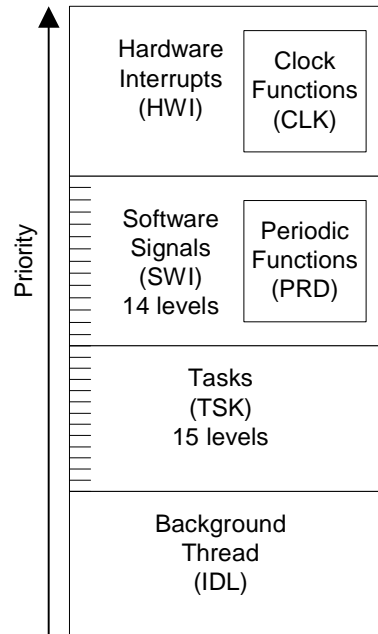 Priority
Hardware
Interrupts
(HWI)
Clock
Functions
(CLK)
Software
Signals
(SWI)
14 levels
Periodic
Functions
(PRD)
Tasks
(TSK)
15 levels
Background
Thread
(IDL)